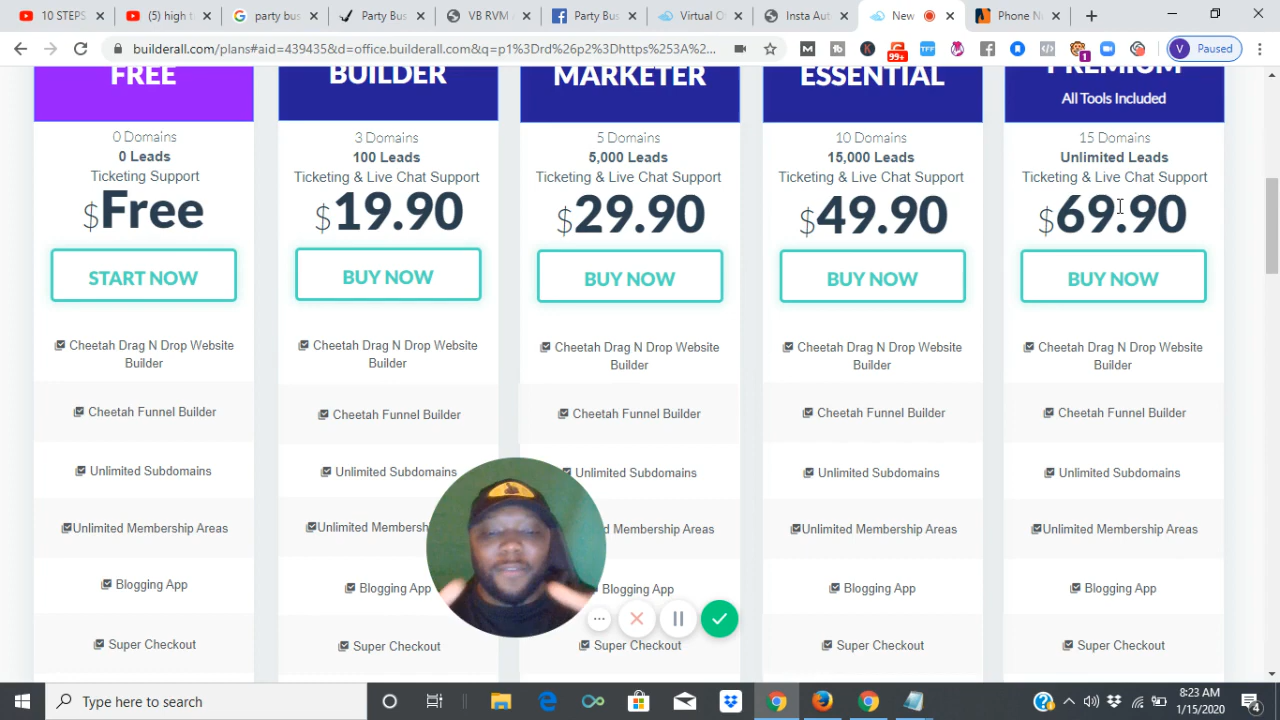 10 STEPS
(5) high ta
party bus
Party Bus
VB RVM a
Party Bus
Virtual O
Insta Aut
New
Phone Nu
builderall.com/plans#aid=439435&d=office.builderall.com&q=p1%3Drd%26p2%3Dhttps%253A%...
99+
TFF
1
V Paused
FREE
BUILDER
MARKETER
ESSENTIAL
PREMIUM
All Tools Included
0 Domains
0 Leads
Ticketing Support
$Free
START NOW
Cheetah Drag N Drop Website
Builder
Cheetah Funnel Builder
Unlimited Subdomains
Unlimited Membership Areas
Blogging App
Super Checkout
3 Domains
100 Leads
Ticketing & Live Chat Support
$19.90
BUY NOW
Cheetah Drag N Drop Website
Builder
Cheetah Funnel Builder
Unlimited Subdomains
Unlimited Membersh
Blogging App
Super Checkout
5 Domains
5,000 Leads
Ticketing & Live Chat Support
$29.90
BUY NOW
Cheetah Drag N Drop Website
Builder
Cheetah Funnel Builder
Unlimited Subdomains
d Membership Areas
Blogging App
Super Checkout
10 Domains
15,000 Leads
Ticketing & Live Chat Support
$49.90
BUY NOW
Cheetah Drag N Drop Website
Builder
Cheetah Funnel Builder
Unlimited Subdomains
Unlimited Membership Areas
Blogging App
Super Checkout
15 Domains
Unlimited Leads
Ticketing & Live Chat Support
$69.90
BUY NOW
Cheetah Drag N Drop Website
Builder
Cheetah Funnel Builder
Unlimited Subdomains
Unlimited Membership Areas
Blogging App
Super Checkout
Type here to search
8:23 AM
1/15/2020
4